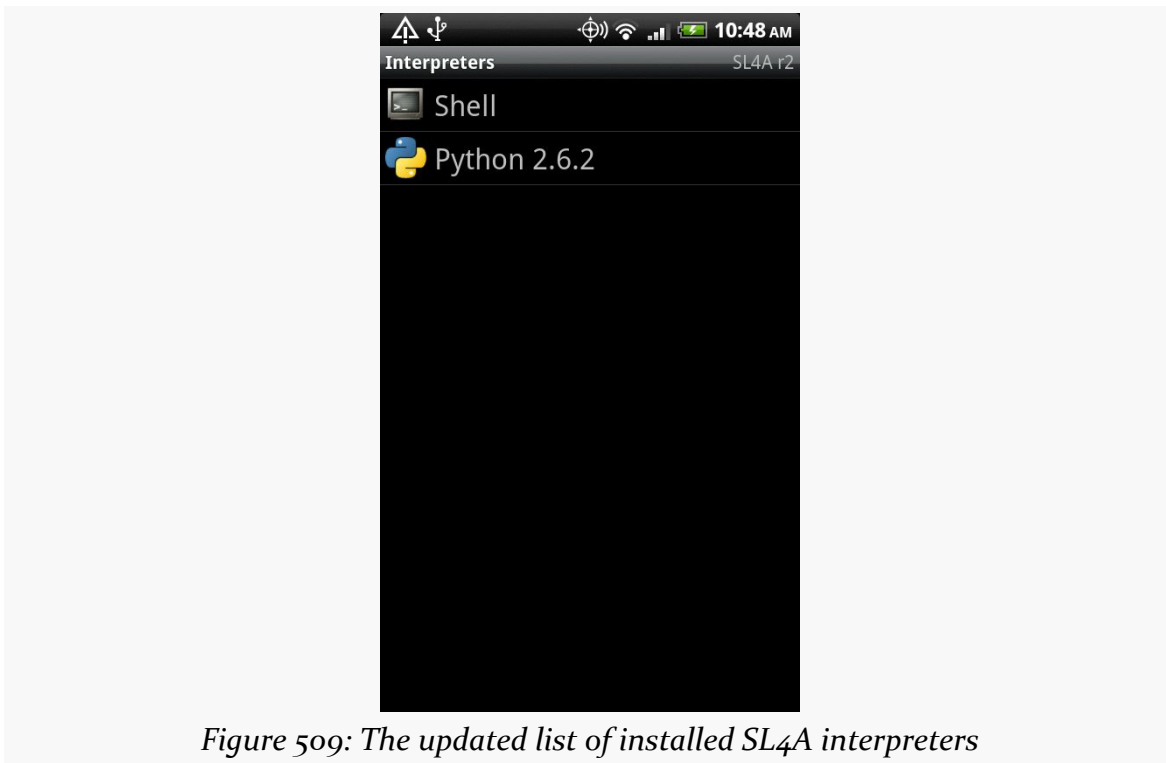 10:48 AM
Interpreters SL4A r2
>_
Shell
Python 2.6.2
Figure 509: The updated list of installed SL4A interpreters